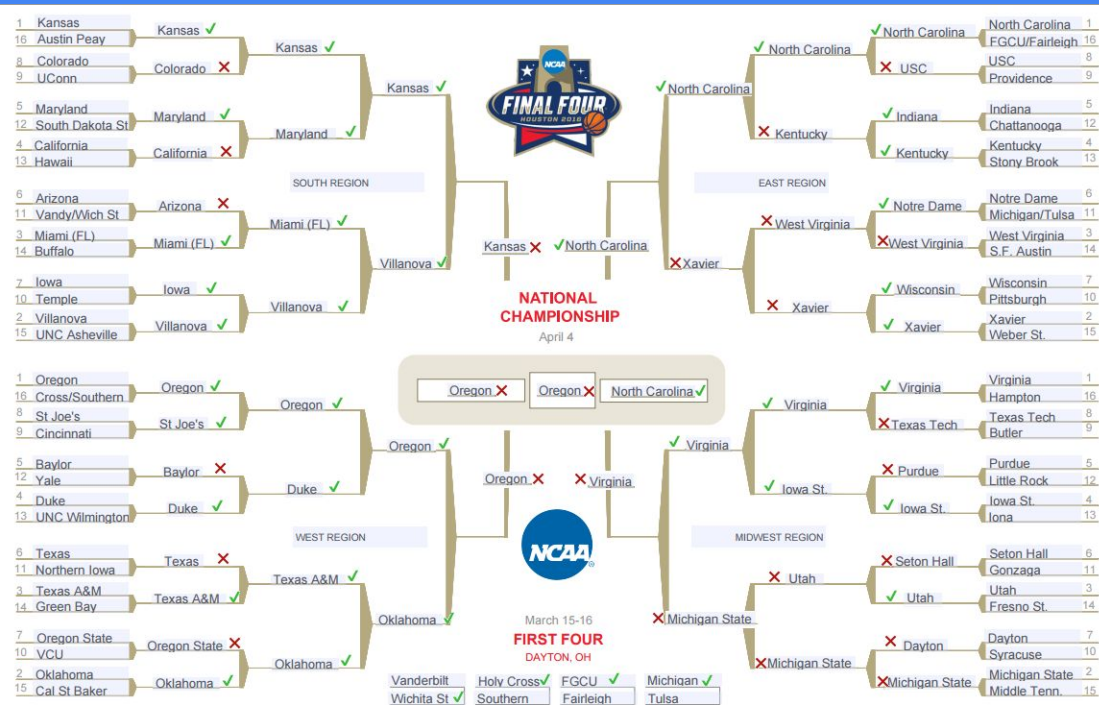 1 Kansas
16 Austin Peay
8 Colorado
9 UConn
5 Maryland
12 South Dakota St
4 California
13 Hawaii
6 Arizona
11 Vandy/Wich St
3 Miami (FL)
14 Buffalo
7 Iowa
10 Temple
2 Villanova
15 UNC Asheville
Kansas
Colorado
Maryland
California
Arizona
Miami (FL)
Iowa
Villanova
Kansas
Maryland
Miami (FL)
Villanova
Kansas
Villanova
SOUTH REGION
Kansas
1 Oregon
16 Cross/Southern
8 St Joe's
9 Cincinnati
5 Baylor
12 Yale
4 Duke
13 UNC Wilmington
6 Texas
11 Northern Iowa
3 Texas A&M
14 Green Bay
7 Oregon State
10 VCU
2 Oklahoma
15 Cal St Baker
Oregon
St Joe's
Baylor
Duke
Texas
Texas A&M
Oregon State
Oklahoma
Oregon
Duke
Texas A&M
Oklahoma
Oregon
Oklahoma
WEST REGION
Oregon
NCAA
FINAL FOUR
HOUSTON 2016
NATIONAL
CHAMPIONSHIP
April 4
Oregon
Oregon
North Carolina
NCAA
March 15-16
FIRST FOUR
DAYTON, OH
Vanderbilt
Wichita St
Holy Cross
Southern
FGCU
Fairleigh
Michigan
Tulsa
North Carolina
EAST REGION
North Carolina
Xavier
North Carolina
Kentucky
West Virginia
Xavier
North Carolina
USC
Indiana
Kentucky
Notre Dame
West Virginia
Wisconsin
Xavier
North Carolina 1
FGCU/Fairleigh 16
USC 8
Providence 9
Indiana 5
Chattanooga 12
Kentucky 4
Stony Brook 13
Notre Dame 6
Michigan/Tulsa 11
West Virginia 3
S.F. Austin 14
Wisconsin 7
Pittsburgh 10
Xavier 2
Weber St. 15
Virginia
MIDWEST REGION
Virginia
Michigan State
Virginia
Iowa St.
Utah
Michigan State
Virginia
Texas Tech
Purdue
Iowa St.
Seton Hall
Utah
Dayton
Michigan State
Virginia 1
Hampton 16
Texas Tech 8
Butler 9
Purdue 5
Little Rock 12
Iowa St. 4
Iona 13
Seton Hall 6
Gonzaga 11
Utah 3
Fresno St. 14
Dayton 7
Syracuse 10
Michigan State 2
Middle Tenn. 15